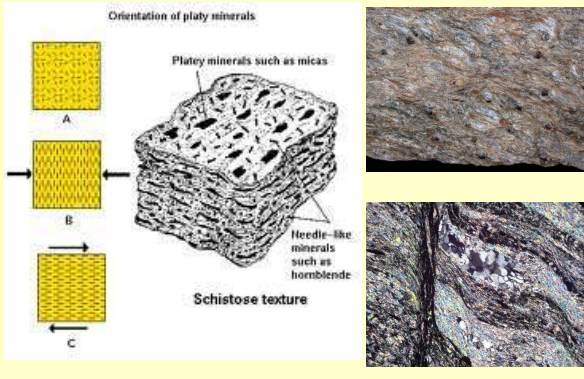 Orientation of platy minerals
Platey minerals such as micas
A
B
C
Needle-like
minerals
such as
hornblende
Schistose texture